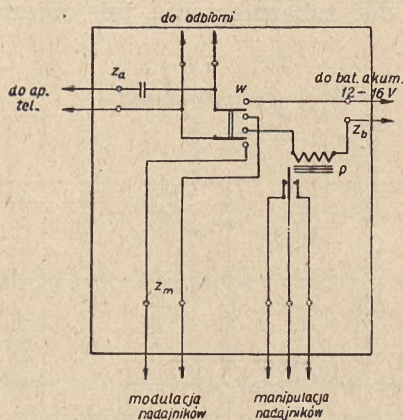 do odbiorni
do ap.
tel.
Za
w
do bat. akum.
12-16 V
Zb
p
Zm
modulacja
nadajników
manipulacja
nadajników